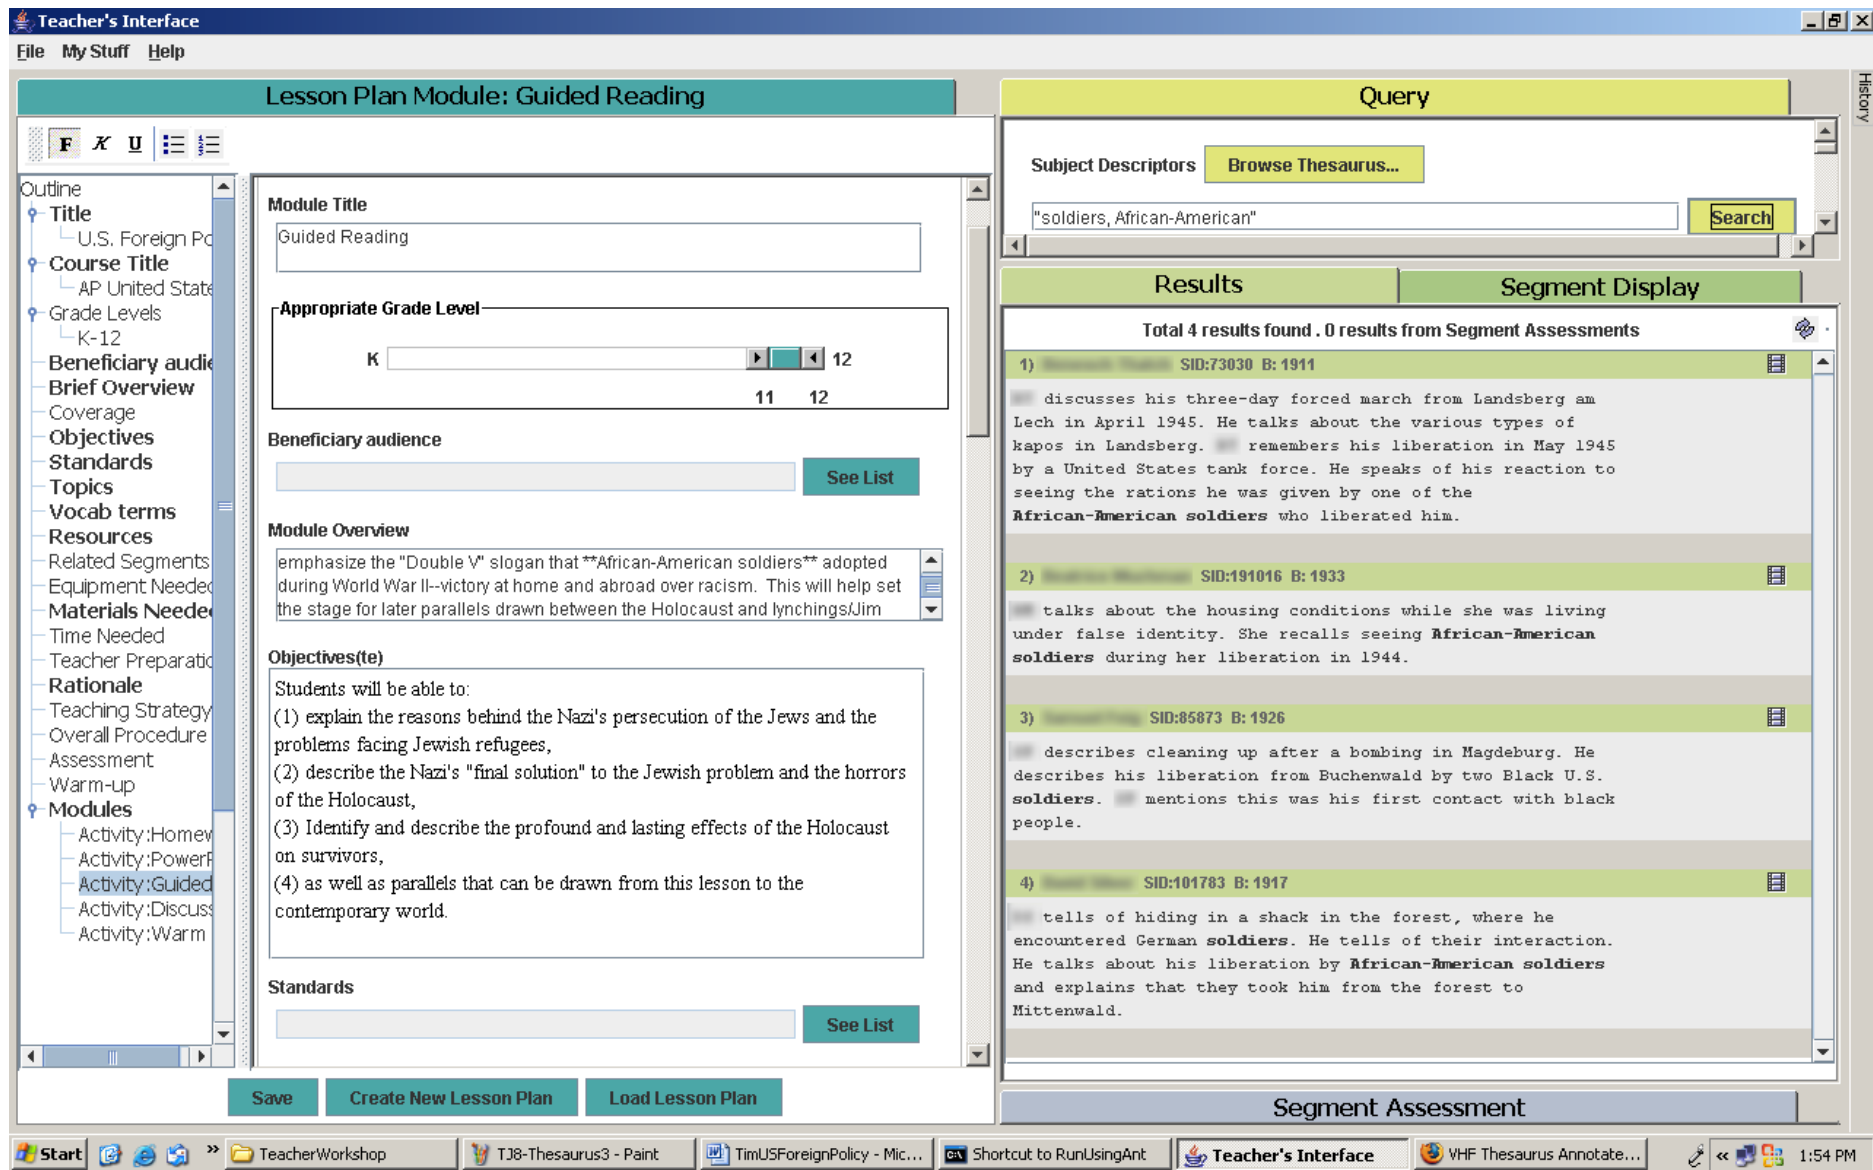 Teacher's Interface
File My Stuff Help
Lesson Plan Module: Guided Reading
F K U
Outline
Title
U.S. Foreign Po
Course Title
AP United State
Grade Levels
K-12
Beneficiary audie
Brief Overview
Coverage
Objectives
Standards
Topics
Vocab terms
Resources
Related Segments
Equipment Needed
Materials Needed
Time Needed
Teacher Preparatio
Rationale
Teaching Strategy
Overall Procedure
Assessment
Warm-up
Modules
Activity:Homew
Activity:PowerP
Activity:Guided
Activity:Discuss
Activity:Warm
Module Title
Guided Reading
Appropriate Grade Level
K 12
11 12
Beneficiary audience
See List
Module Overview
emphasize the "Double V" slogan that **African-American soldiers** adopted
during World War II--victory at home and abroad over racism. This will help set
the stage for later parallels drawn between the Holocaust and lynchings/Jim
Objectives(te)
Students will be able to:
(1) explain the reasons behind the Nazi's persecution of the Jews and the
problems facing Jewish refugees,
(2) describe the Nazi's "final solution" to the Jewish problem and the horrors
of the Holocaust,
(3) Identify and describe the profound and lasting effects of the Holocaust
on survivors,
(4) as well as parallels that can be drawn from this lesson to the
contemporary world.
Standards
See List
Save Create New Lesson Plan Load Lesson Plan
Query
History
Subject Descriptors Browse Thesaurus...
"soldiers, African-American" Search
Results Segment Display
Total 4 results found . 0 results from Segment Assessments
1) SID:73030 B: 1911
discusses his three-day forced march from Landsberg am
Lech in April 1945. He talks about the various types of
kapos in Landsberg. remembers his liberation in May 1945
by a United States tank force. He speaks of his reaction to
seeing the rations he was given by one of the
African-American soldiers who liberated him.
2) SID:191016 B: 1933
talks about the housing conditions while she was living
under false identity. She recalls seeing African-American
soldiers during her liberation in 1944.
3) SID:85873 B: 1926
describes cleaning up after a bombing in Magdeburg. He
describes his liberation from Buchenwald by two Black U.S.
soldiers. mentions this was his first contact with black
people.
4) SID:101783 B: 1917
tells of hiding in a shack in the forest, where he
encountered German soldiers. He tells of their interaction.
He talks about his liberation by African-American soldiers
and explains that they took him from the forest to
Mittenwald.
Segment Assessment
Start » TeacherWorkshop TJ8-Thesaurus3 - Paint TimUSForeignPolicy - Mic... Shortcut to RunUsingAnt Teacher's Interface VHF Thesaurus Annotate... « 1:54 PM